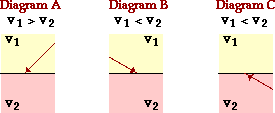 Diagram A Diagram B Diagram C
v1 > v2 v1 < v2 v1 < v2
v1 v1 v1
v2 v2 v2